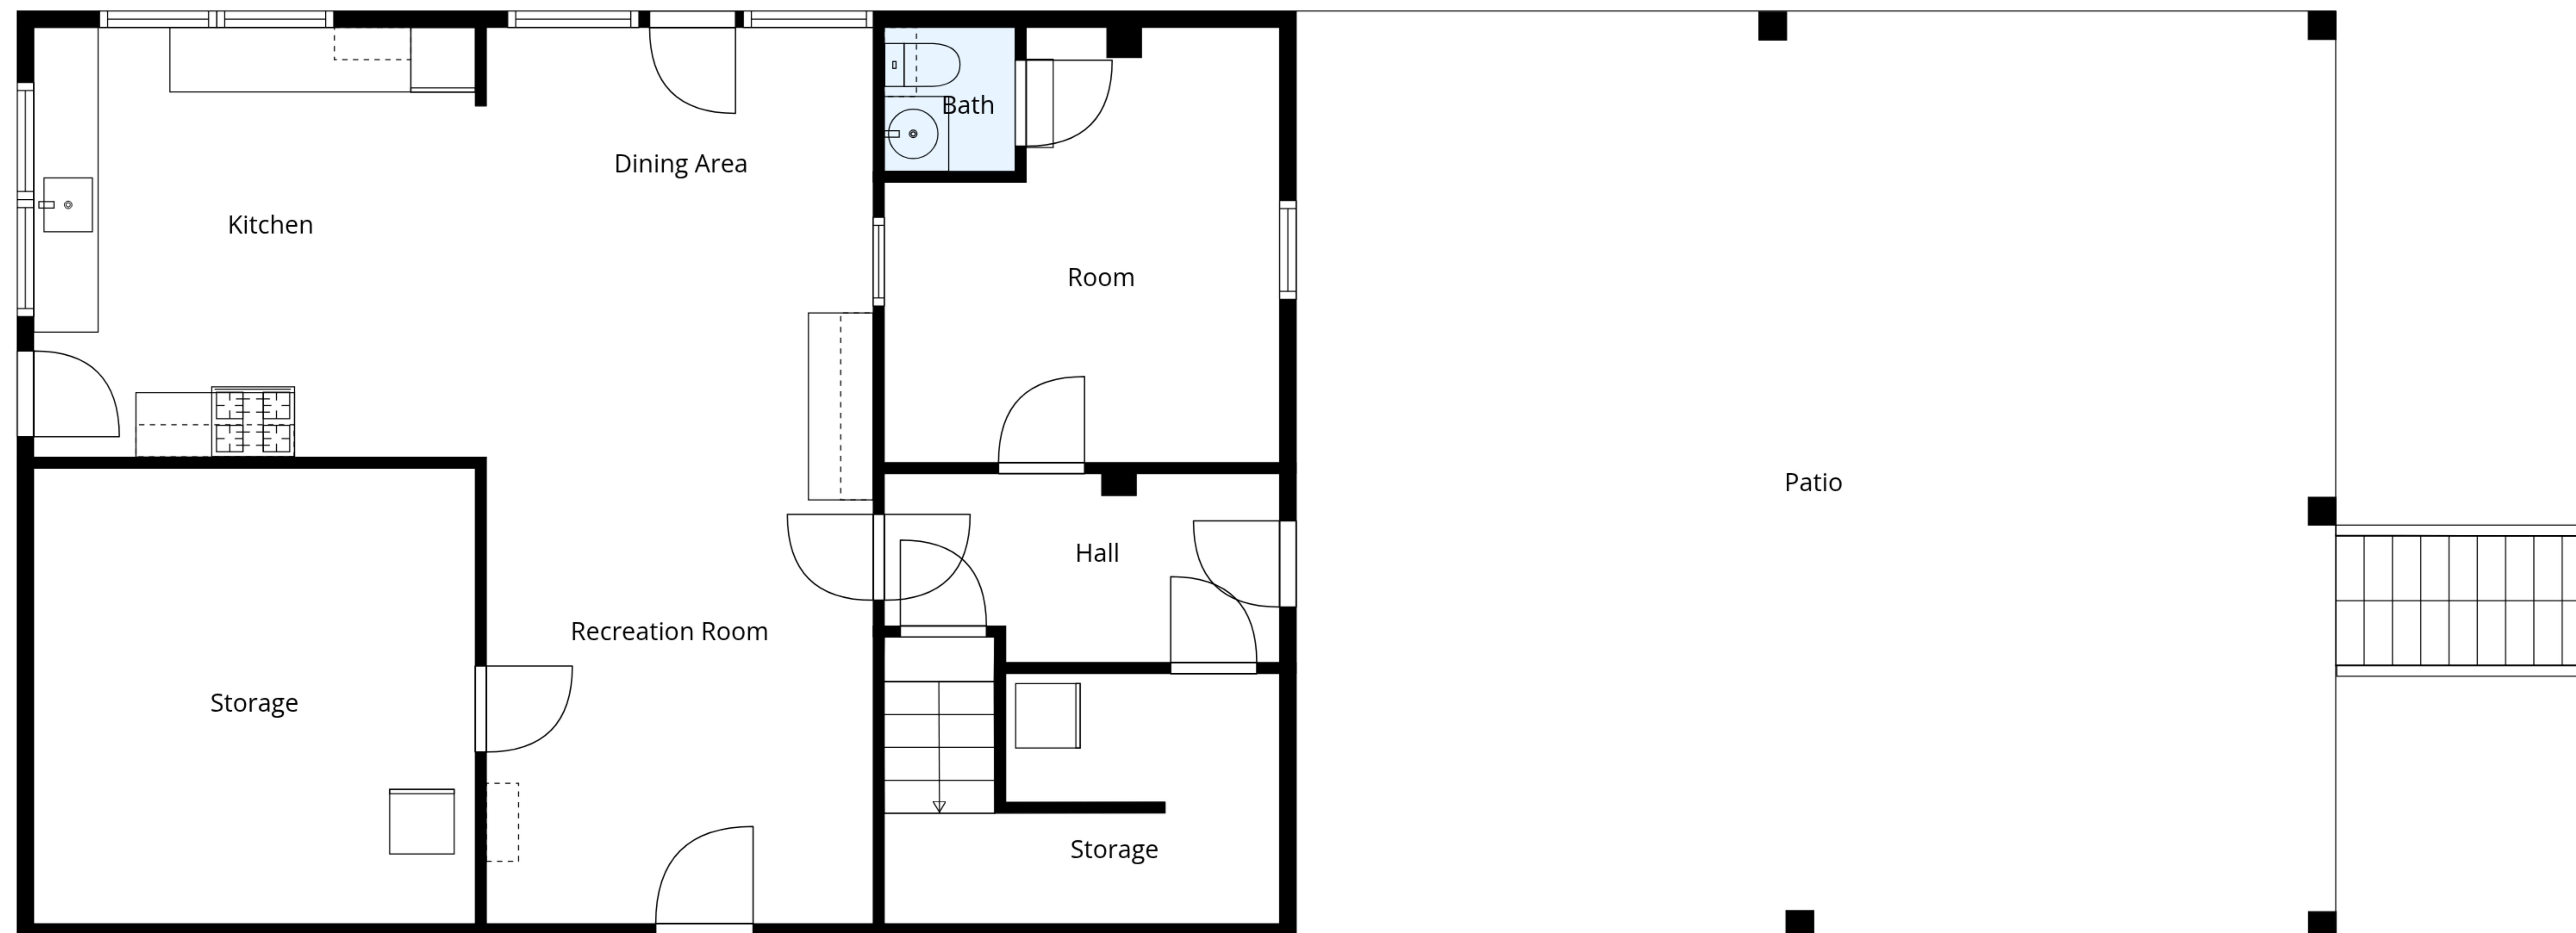 Bath
Dining Area
Kitchen
Room
Patio
Hall
Recreation Room
Storage
Storage